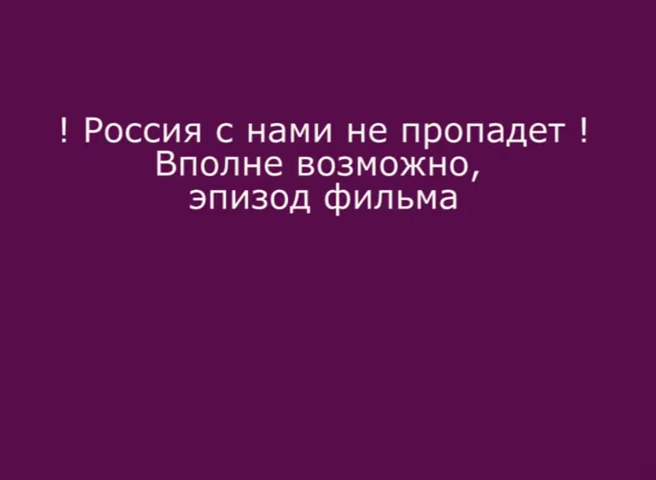 ! Россия с нами не пропадет !
Вполне возможно,
эпизод фильма